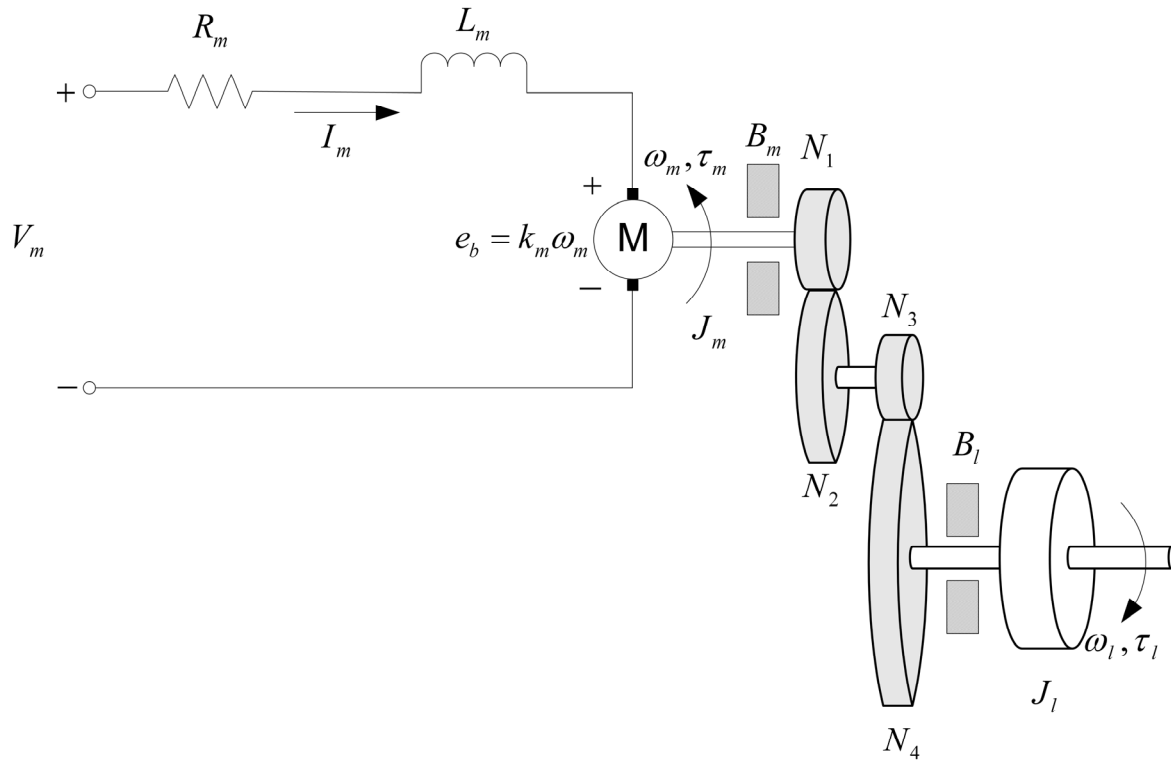 R_m
L_m
+
I_m
V_m
−
ω_m, τ_m
B_m
N_1
+
e_b = k_m ω_m
M
−
J_m
N_2
N_3
B_l
ω_l, τ_l
J_l
N_4